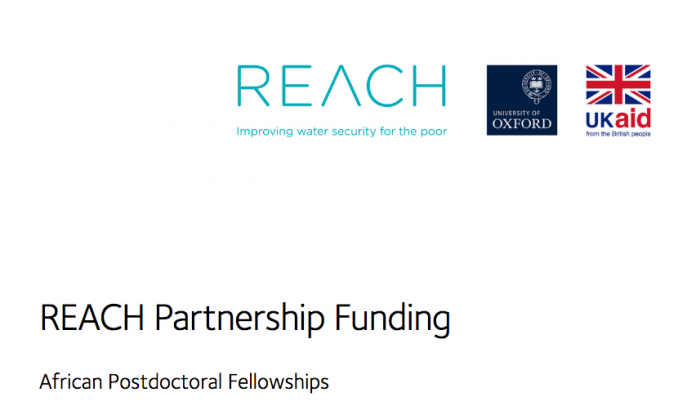 REACH
Improving water security for the poor
UNIVERSITY OF
OXFORD
UKaid
from the British people
REACH Partnership Funding
African Postdoctoral Fellowships